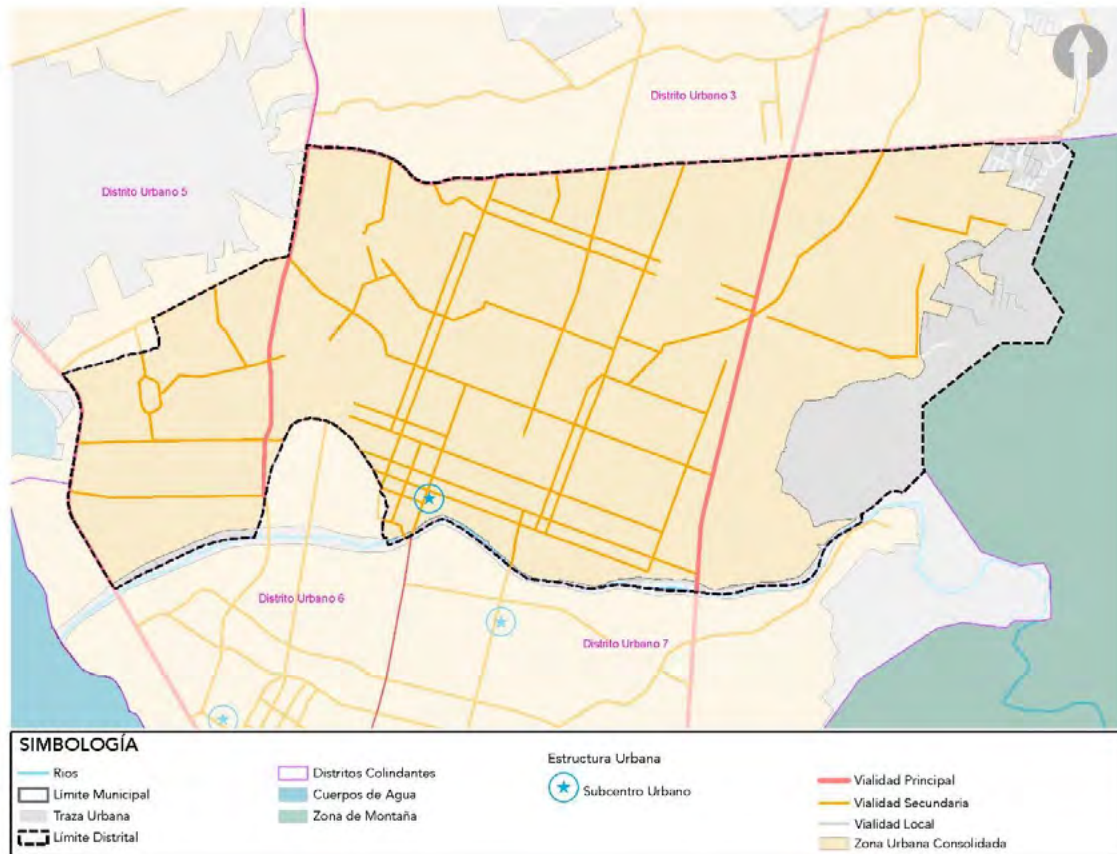 Distrito Urbano 3
Distrito Urbano 5
Distrito Urbano 6
Distrito Urbano 7
SIMBOLOGÍA
Rios
Límite Municipal
Traza Urbana
Límite Distrital
Distritos Colindantes
Cuerpos de Agua
Zona de Montaña
Estructura Urbana
Subcentro Urbano
Vialidad Principal
Vialidad Secundaria
Vialidad Local
Zona Urbana Consolidada